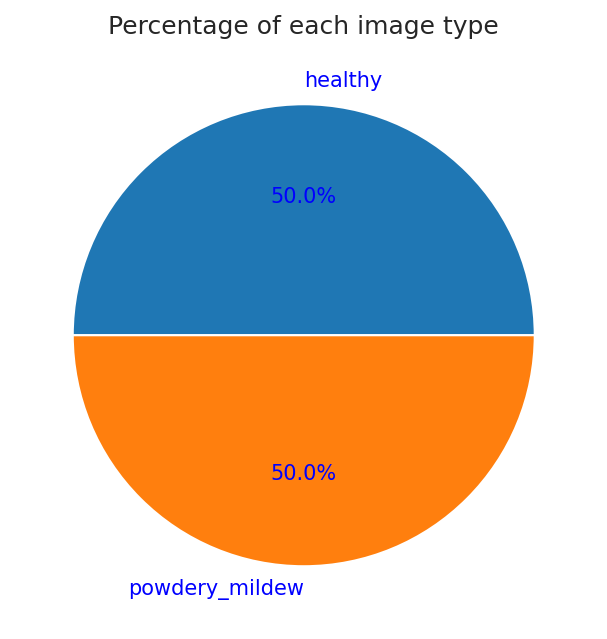 Percentage of each image type
healthy
50.0%
50.0%
powdery_mildew